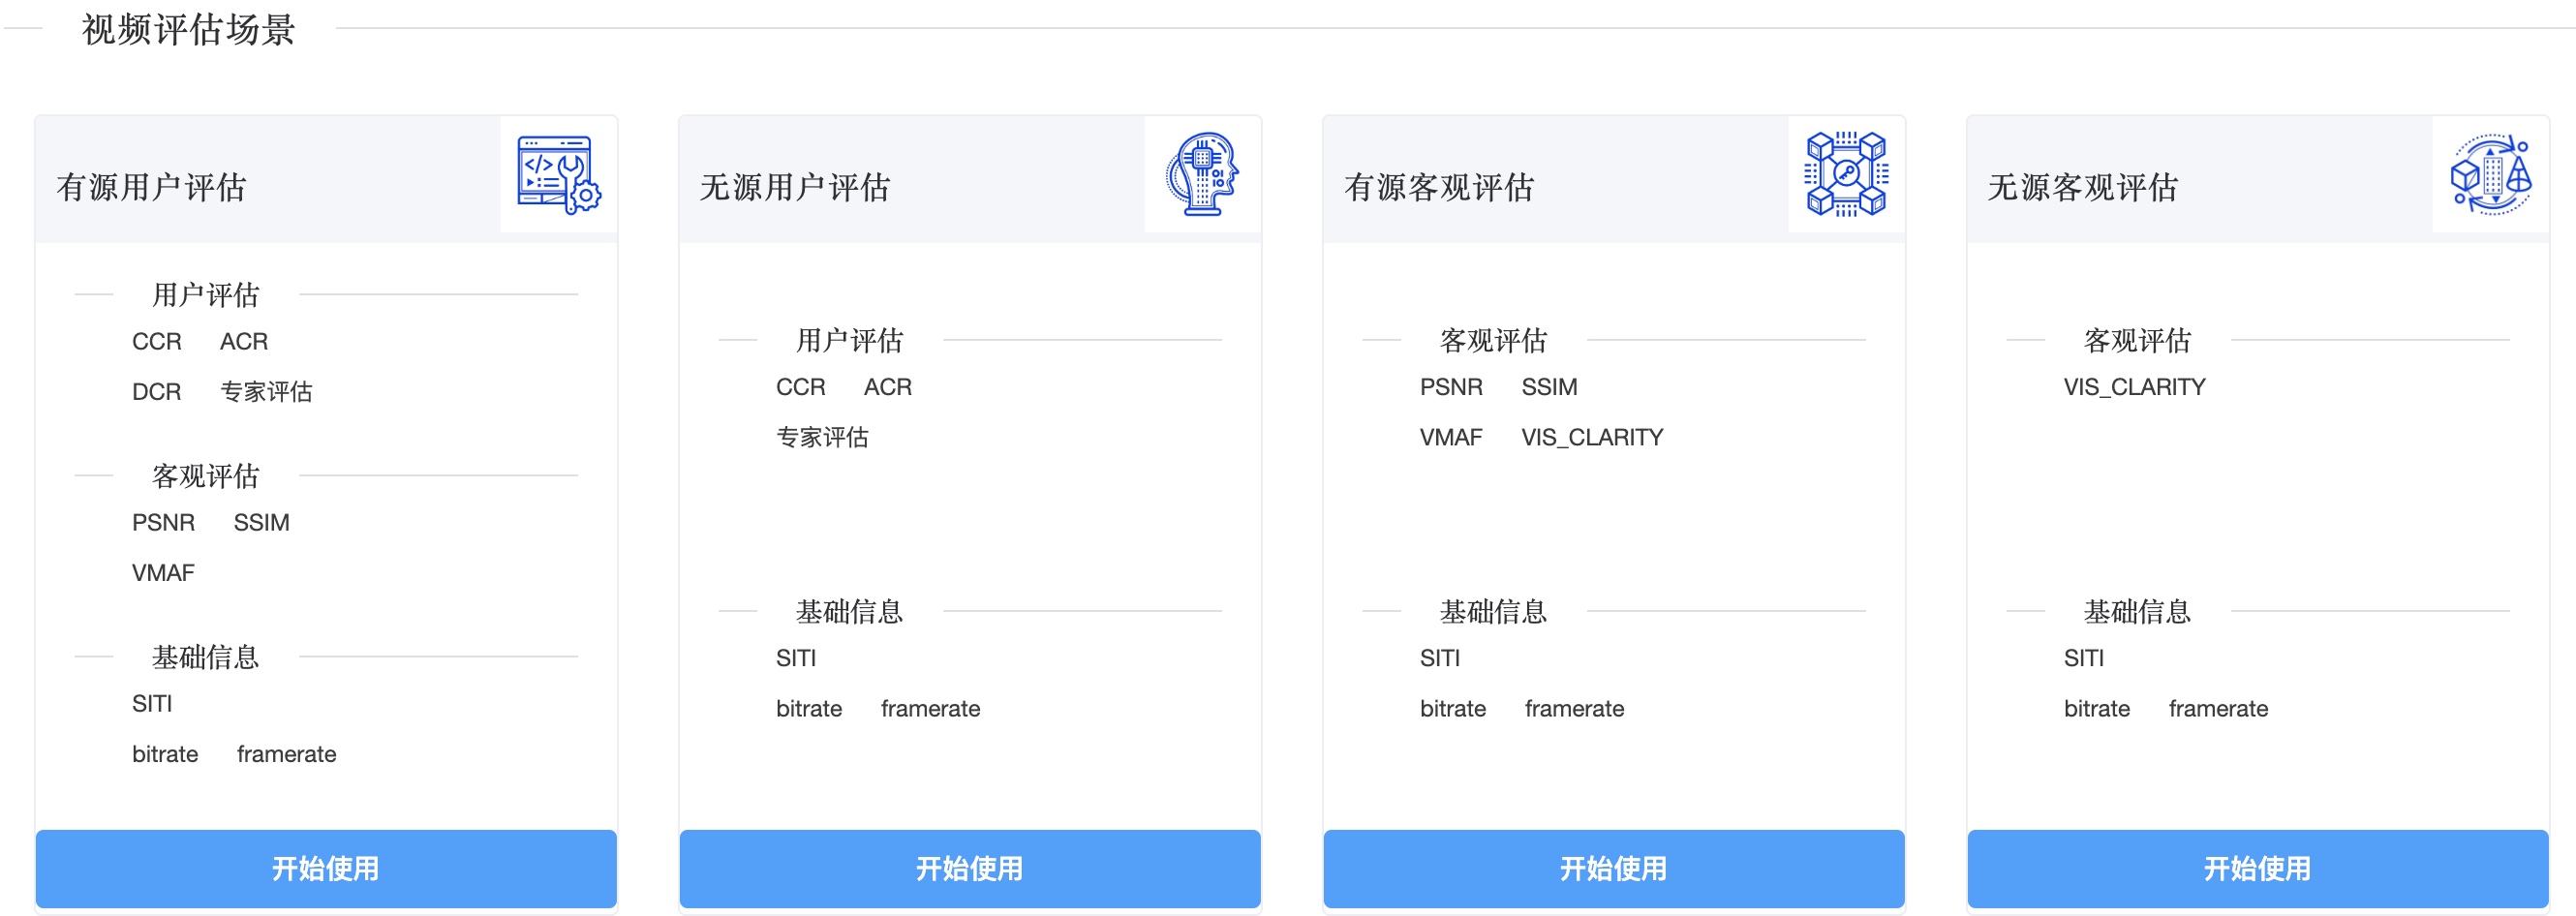 视频评估场景
有源用户评估
用户评估
CCR ACR
DCR 专家评估
客观评估
PSNR SSIM
VMAF
基础信息
SITI
bitrate framerate
开始使用
无源用户评估
用户评估
CCR ACR
专家评估
基础信息
SITI
bitrate framerate
开始使用
有源客观评估
客观评估
PSNR SSIM
VMAF VIS_CLARITY
基础信息
SITI
bitrate framerate
开始使用
无源客观评估
客观评估
VIS_CLARITY
基础信息
SITI
bitrate framerate
开始使用